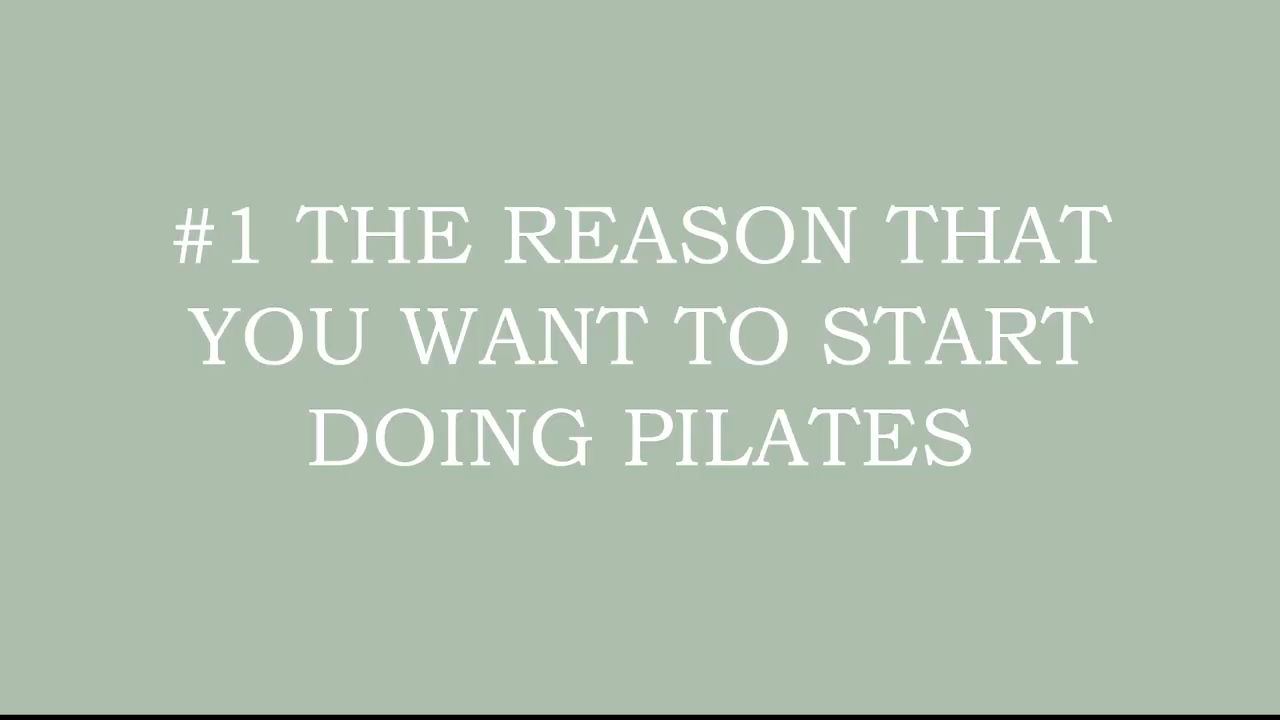 #1 THE REASON THAT
YOU WANT TO START
DOING PILATES